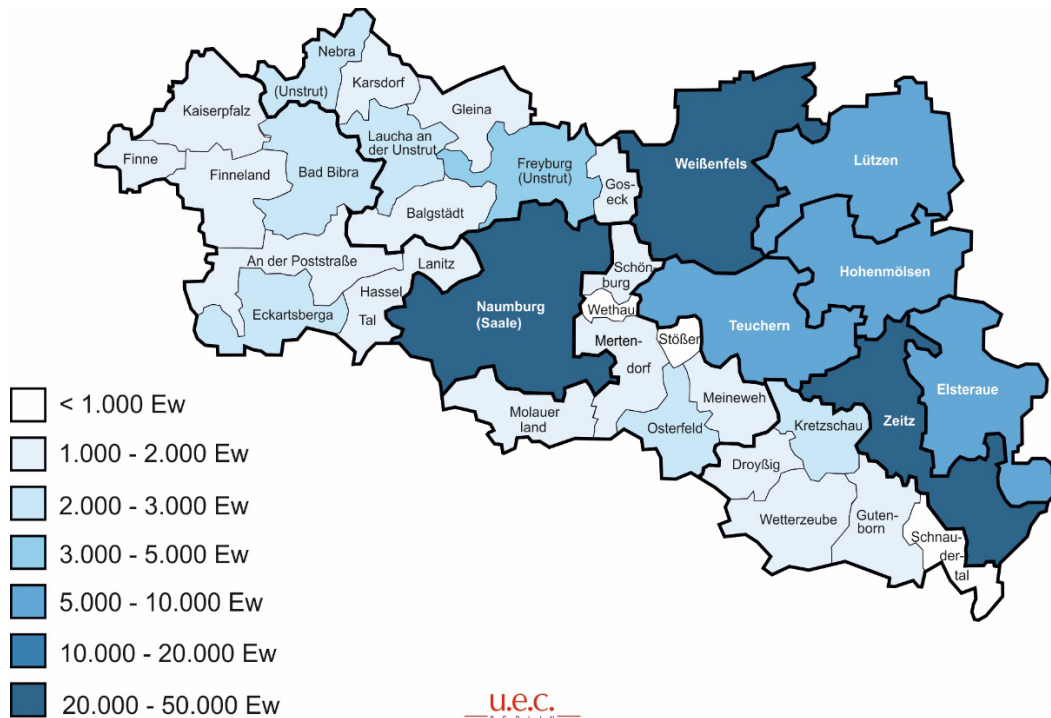 Nebra
(Unstrut)
Karsdorf
Kaiserpfalz
Gleina
Finne
Finneland
Bad Bibra
Laucha an
der Unstrut
Freyburg
(Unstrut)
Gos-
eck
Weißenfels
Lützen
Balgstädt
An der Poststraße
Lanitz
Hassel
Tal
Eckartsberga
Naumburg
(Saale)
Schön-
burg
Wethau
Stößer
Merten-
dorf
Teuchern
Hohenmölsen
Meineweh
Molauer
land
Osterfeld
Kretzschau
Zeitz
Elsteraue
Droyßig
Wetterzeube
Guten-
born
Schnau-
der-
tal
< 1.000 Ew
1.000 - 2.000 Ew
2.000 - 3.000 Ew
3.000 - 5.000 Ew
5.000 - 10.000 Ew
10.000 - 20.000 Ew
20.000 - 50.000 Ew
u.e.c.
BERLIN